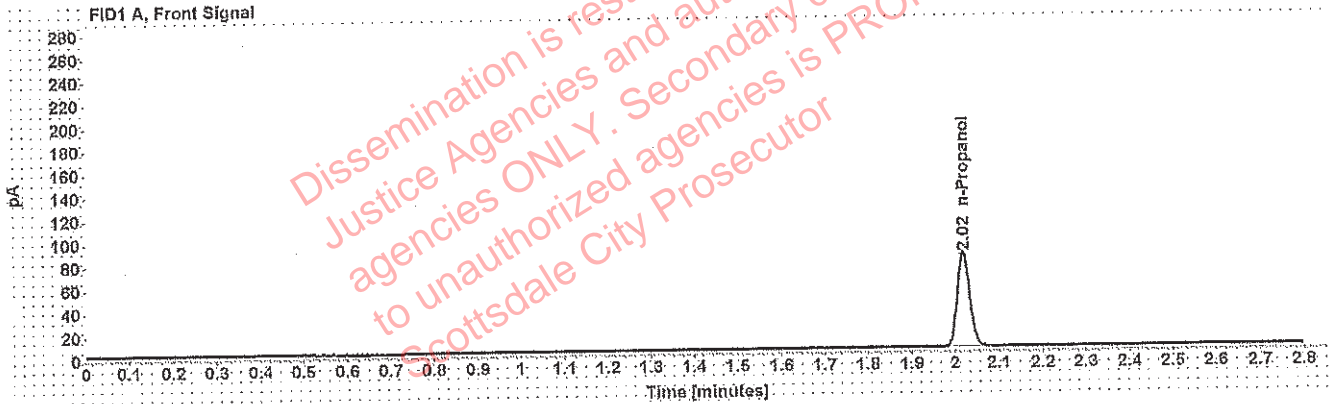 FID1 A, Front Signal
280
260
240
220
200
180
160
140
120
100
80
60
40
20
0
pA
2.02 n-Propanol
0 0.1 0.2 0.3 0.4 0.5 0.6 0.7 0.8 0.9 1 1.1 1.2 1.3 1.4 1.5 1.6 1.7 1.8 1.9 2 2.1 2.2 2.3 2.4 2.5 2.6 2.7 2.8
Time [minutes]
Dissemination is
Justice Agencies and
agencies ONLY. Secondary
to unauthorized agencies is
Scottsdale City Prosecutor